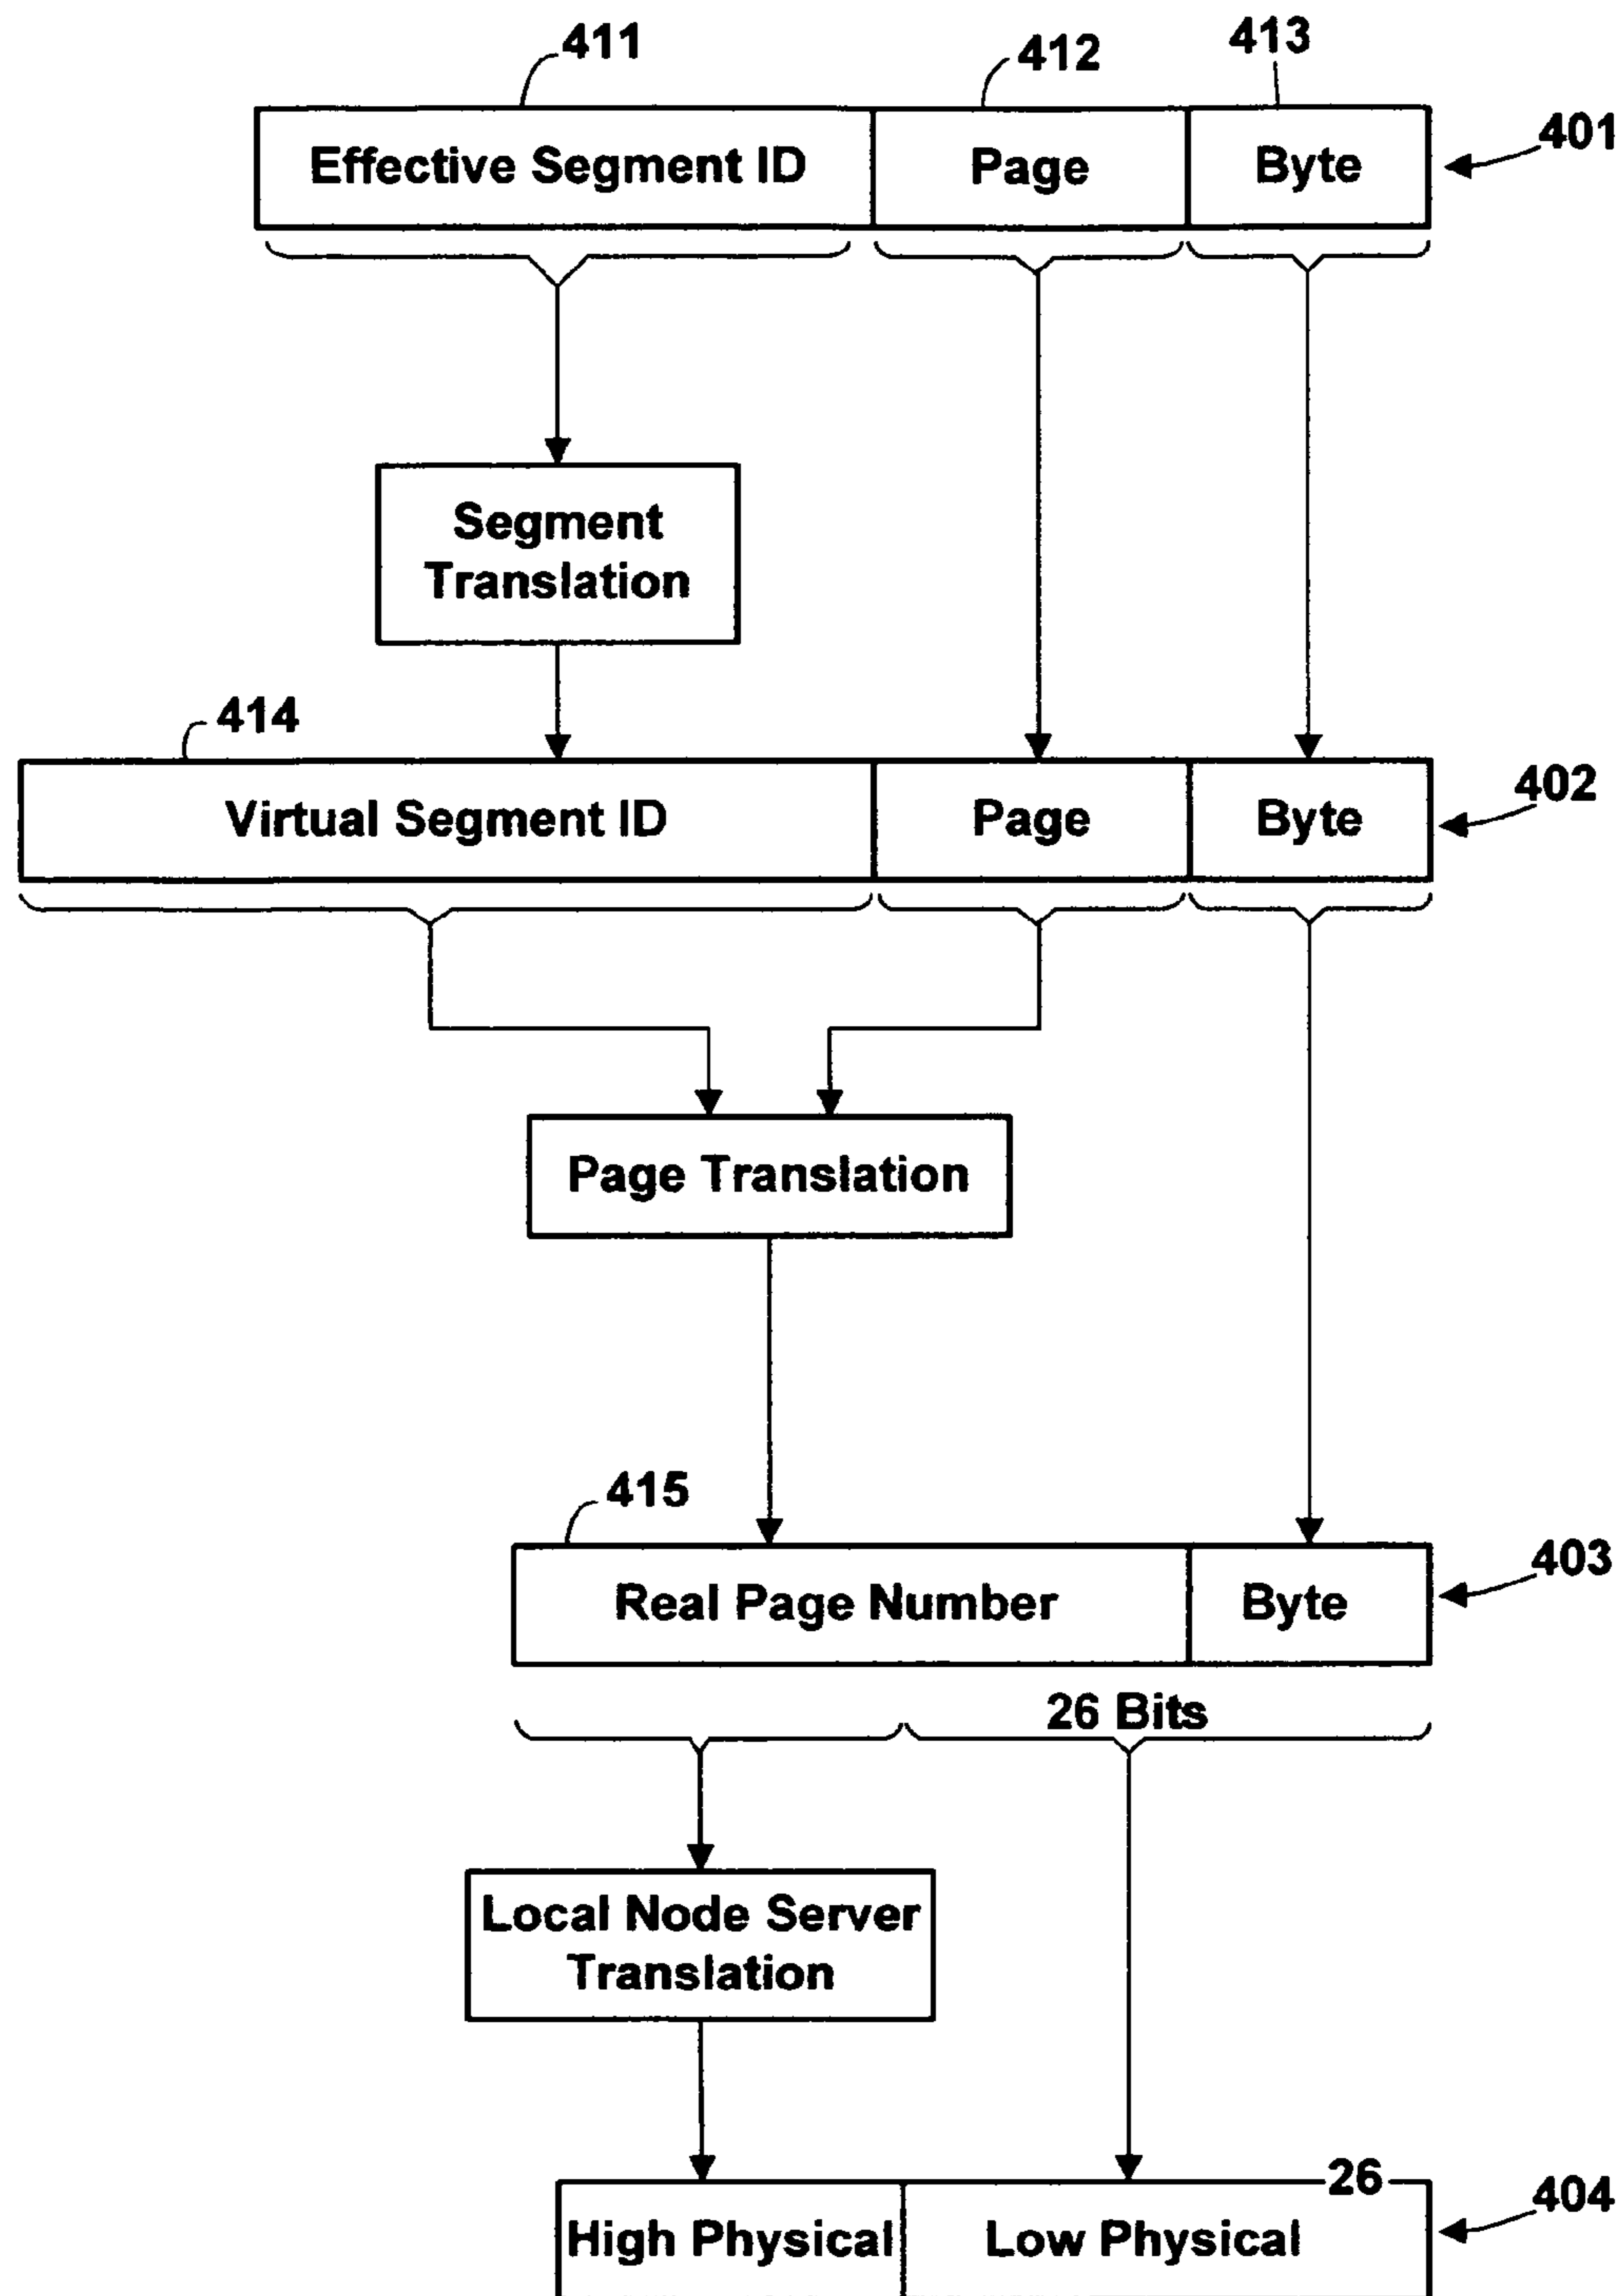 411
412
413
Effective Segment ID
Page
Byte
401
Segment
Translation
414
Virtual Segment ID
Page
Byte
402
Page Translation
415
Real Page Number
Byte
403
26 Bits
Local Node Server
Translation
26
High Physical
Low Physical
404